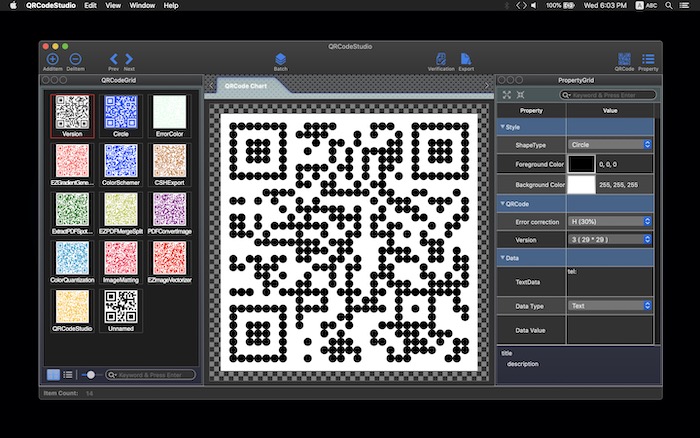 QRCodeStudio File Edit View Window Help
100% A ABC Wed 6:03 PM
QRCodeStudio
AddItem DelItem Prev Next Batch Verification Export QRCode Property
QRCodeGrid
Version Circle ErrorColor
EZGradientGene... ColorSchemer CSHExport
ExtractPDFSpot... EZPDFMergeSplit PDFConvertImage
ColorQuantization ImageMatting EZImageVectorizer
QRCodeStudio Unnamed
Keyword & Press Enter
Item Count: 14
QRCode Chart
PropertyGrid
Keyword & Press Enter
Property Value
Style
ShapeType Circle
Foreground Color 0, 0, 0
Background Color 255, 255, 255
QRCode
Error correction H (30%)
Version 3 ( 29 * 29 )
Data
TextData tel:
Data Type Text
Data Value
title
description